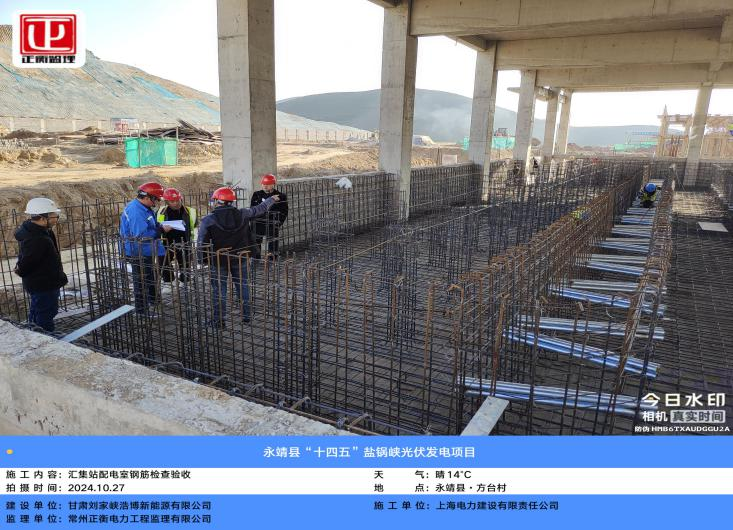 正衡监理
今日水印
相机 真实时间
防伪 HMB6TXAUDGGU2A
永靖县“十四五”盐锅峡光伏发电项目
施工内容：汇集站配电室钢筋检查验收
天 气：晴 14℃
拍摄时间：2024.10.27
地 点：永靖县·方台村
建设单位：甘肃刘家峡浩博新能源有限公司
施工单位：上海电力建设有限责任公司
监理单位：常州正衡电力工程监理有限公司